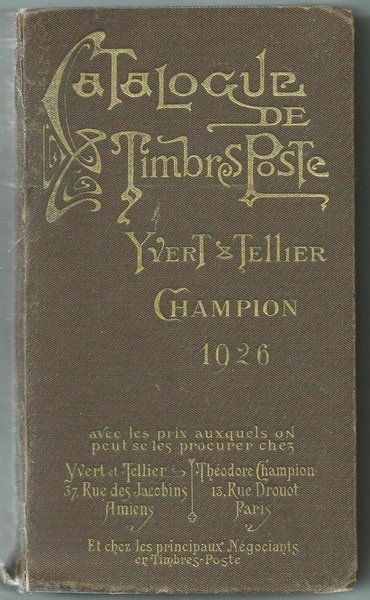 Catalogue
de
Timbres Poste
Yvert & Tellier
Champion
1926
avec les prix auxquels on
peut se les procurer chez
Yvert et Tellier
37. Rue des Jacobins
Amiens
Théodore Champion
13. Rue Drouot
Paris
Et chez les principaux Négociants
en Timbres-Poste